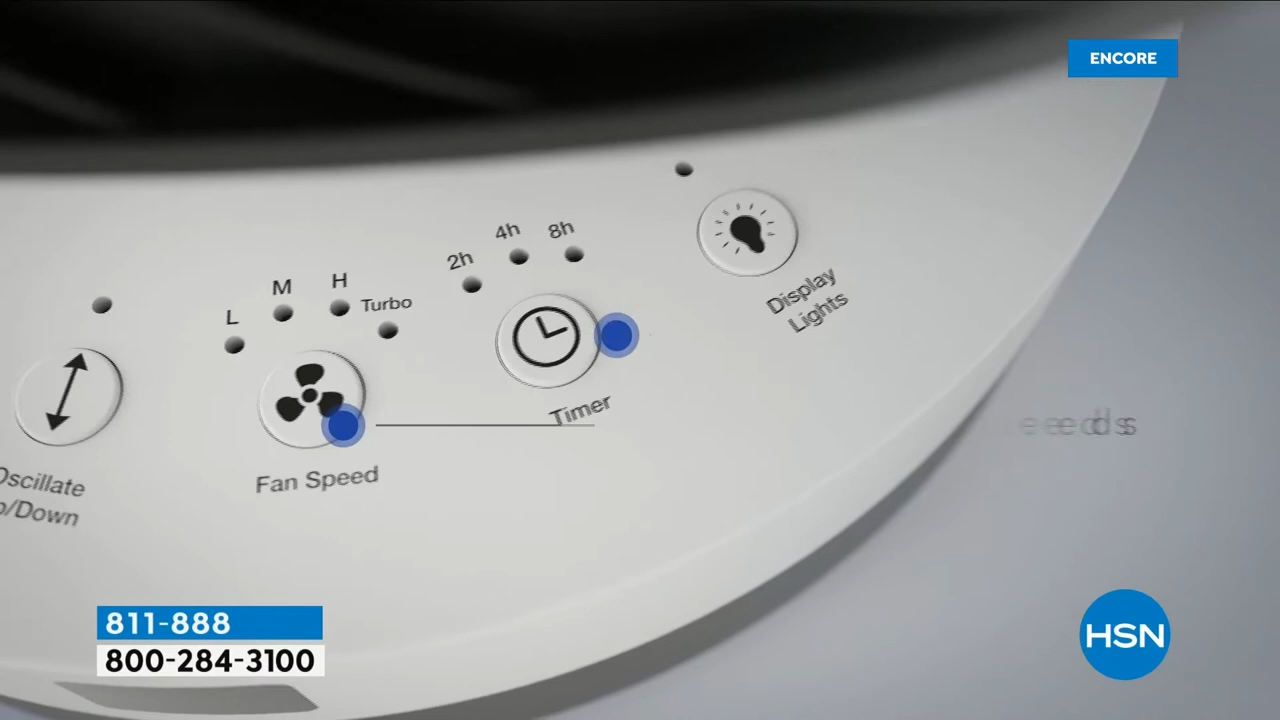 ENCORE
2h
4h
8h
L
M
H
Turbo
Display
Lights
Timer
Fan Speed
Oscillate
811-888
800-284-3100
HSN